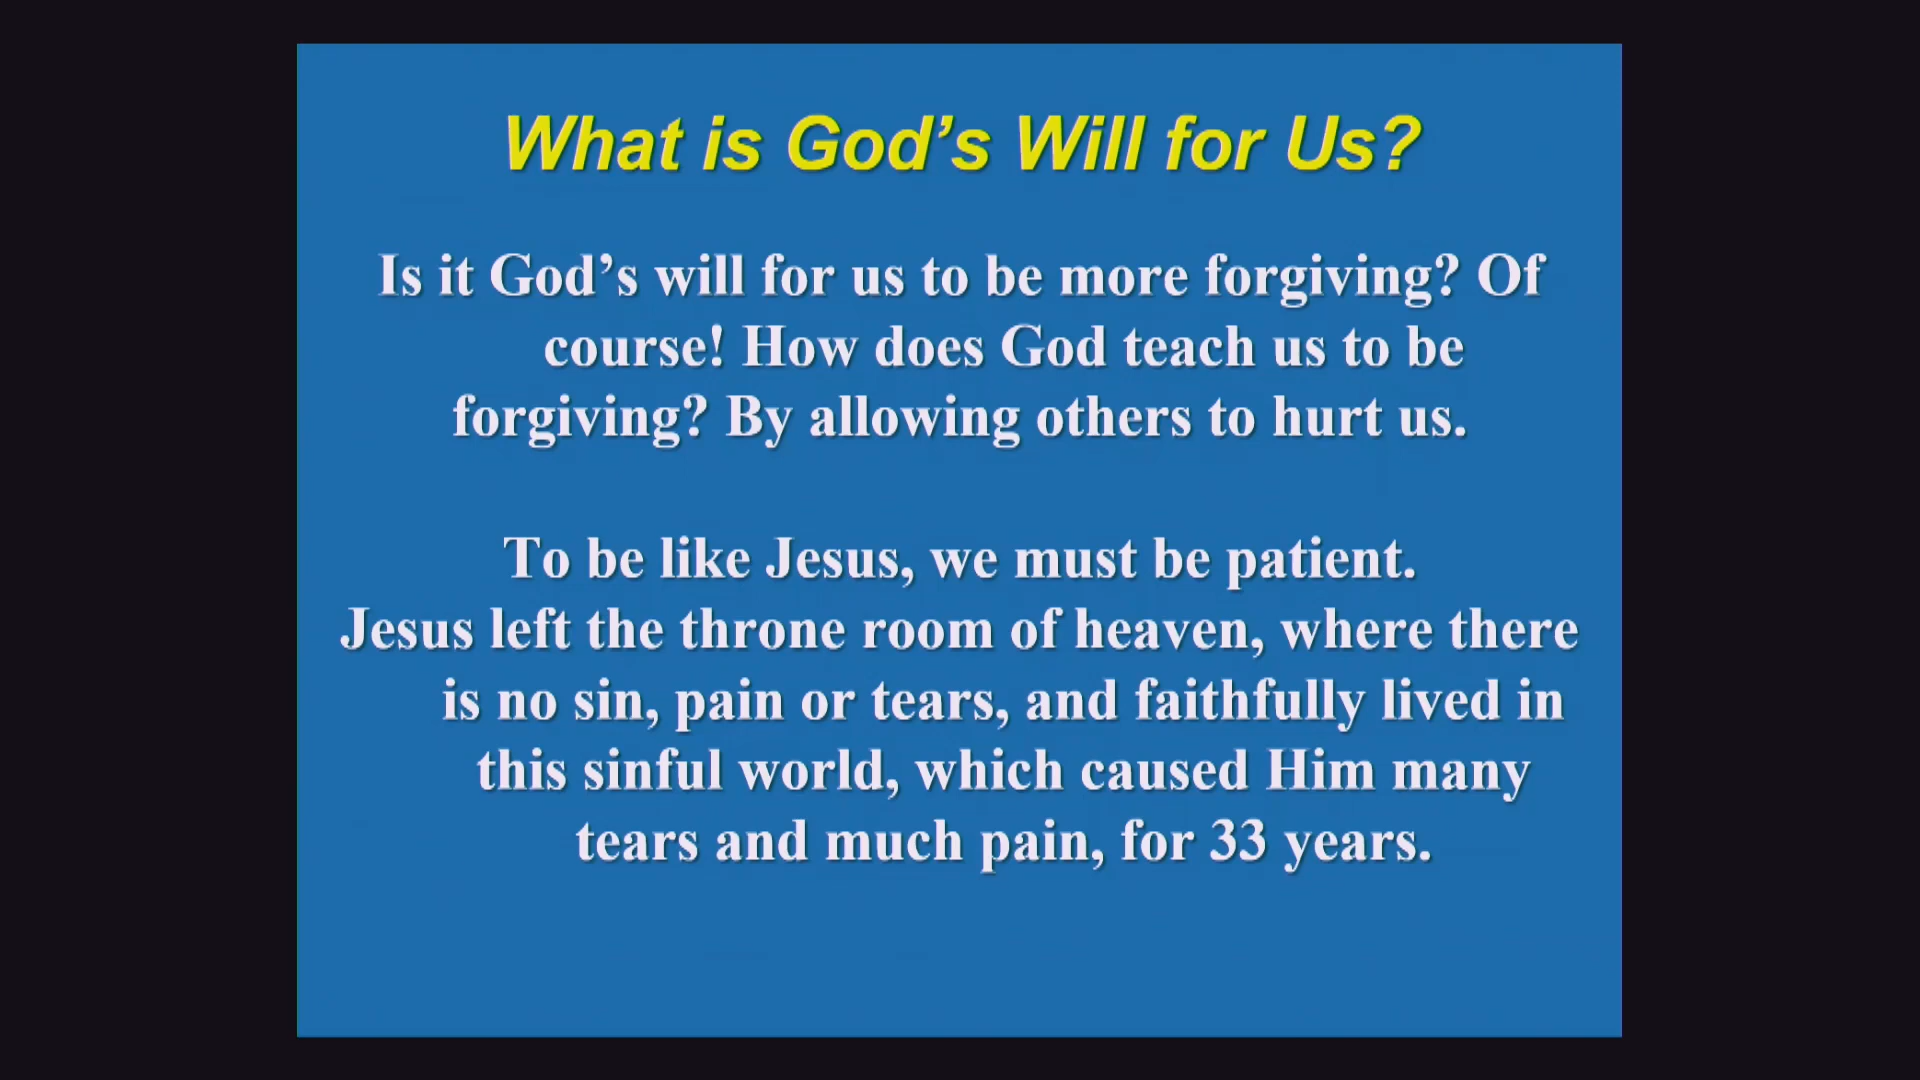 What is God’s Will for Us?
Is it God’s will for us to be more forgiving? Of
course! How does God teach us to be
forgiving? By allowing others to hurt us.
To be like Jesus, we must be patient.
Jesus left the throne room of heaven, where there
is no sin, pain or tears, and faithfully lived in
this sinful world, which caused Him many
tears and much pain, for 33 years.